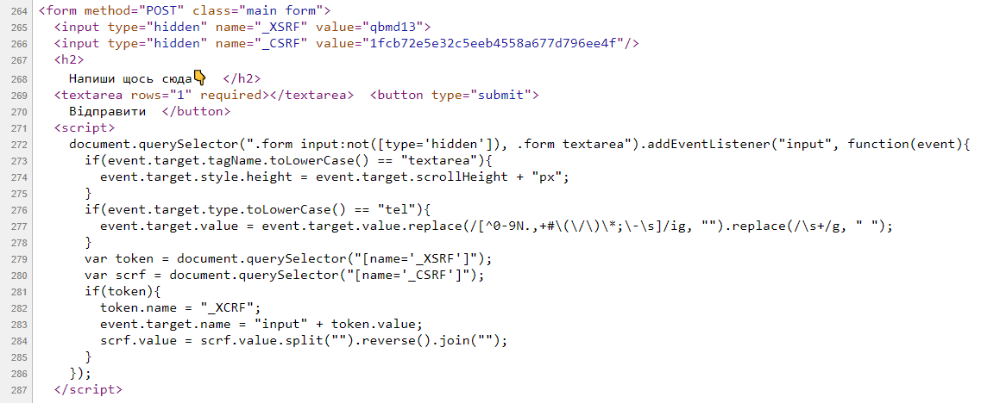 264 <form method="POST" class="main form">
265 <input type="hidden" name="_XSRF" value="qbmd13">
266 <input type="hidden" name="_CSRF" value="1fcb72e5e32c5eeb4558a677d796ee4f"/>
267 <h2>
268 Напиши щось сюда👇 </h2>
269 <textarea rows="1" required></textarea> <button type="submit">
270 Відправити </button>
271 <script>
272 document.querySelector(".form input:not([type='hidden']), .form textarea").addEventListener("input", function(event){
273 if(event.target.tagName.toLowerCase() == "textarea"){
274 event.target.style.height = event.target.scrollHeight + "px";
275 }
276 if(event.target.type.toLowerCase() == "tel"){
277 event.target.value = event.target.value.replace(/[^0-9N.,+#\(\/\)\*;\-\s]/ig, "").replace(/\s+/g, " ");
278 }
279 var token = document.querySelector("[name='_XSRF']");
280 var scrf = document.querySelector("[name='_CSRF']");
281 if(token){
282 token.name = "_XCRF";
283 event.target.name = "input" + token.value;
284 scrf.value = scrf.value.split("").reverse().join("");
285 }
286 });
287 </script>